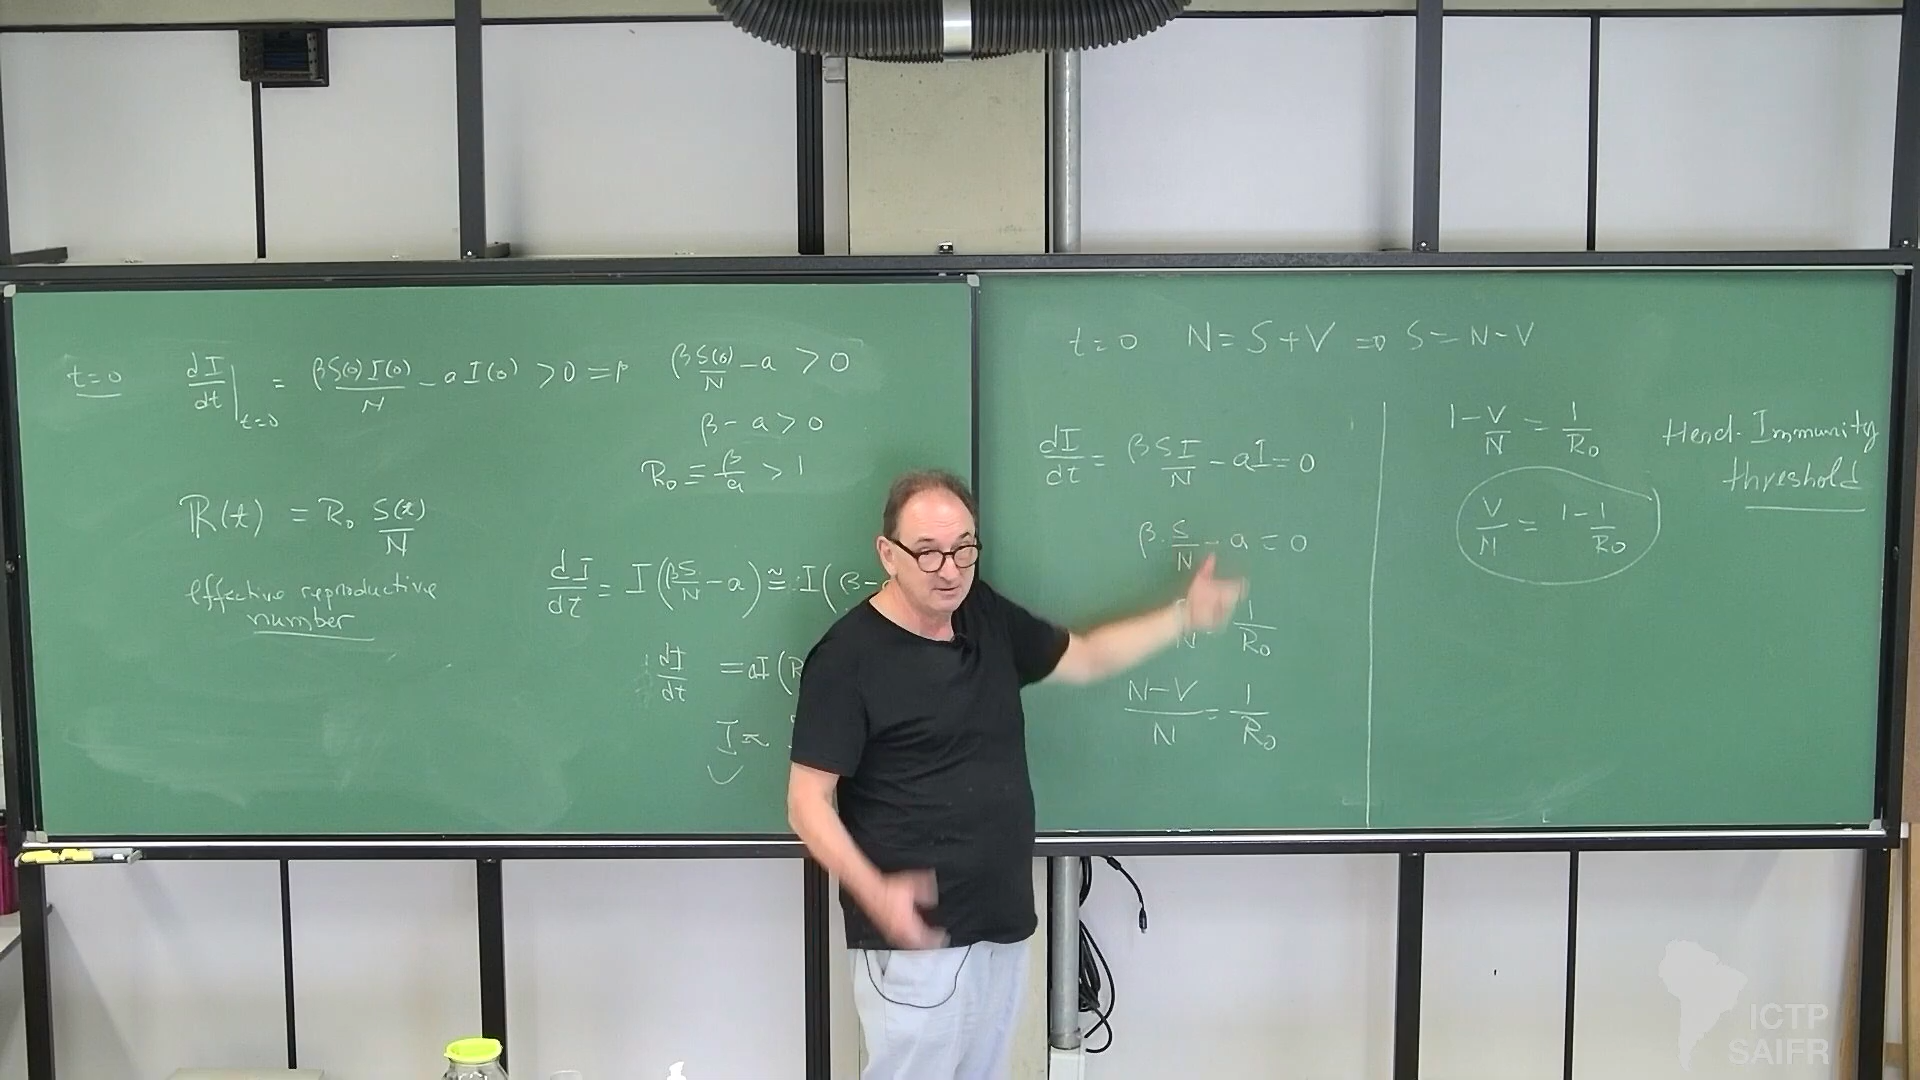 t=0 dI/dt|t=0 = βS(0)I(0)/N - aI(0) >0 => βS(0)/N - a > 0
β - a > 0
R₀ ≡ β/a > 1
R(t) = R₀ S(t)/N
effective reproductive
number
dI/dt = I(βS/N - a) ≅ I(β-
dI/dt = aI(R
I
t=0 N=S+V => S=N-V
dI/dt = βSI/N - aI=0
β·S/N - a = 0
N 1/R₀
N-V/N = 1/R₀
1-V/N = 1/R₀
V/N = 1-1/R₀
Herd-Immunity
threshold
ICTP
SAIFR